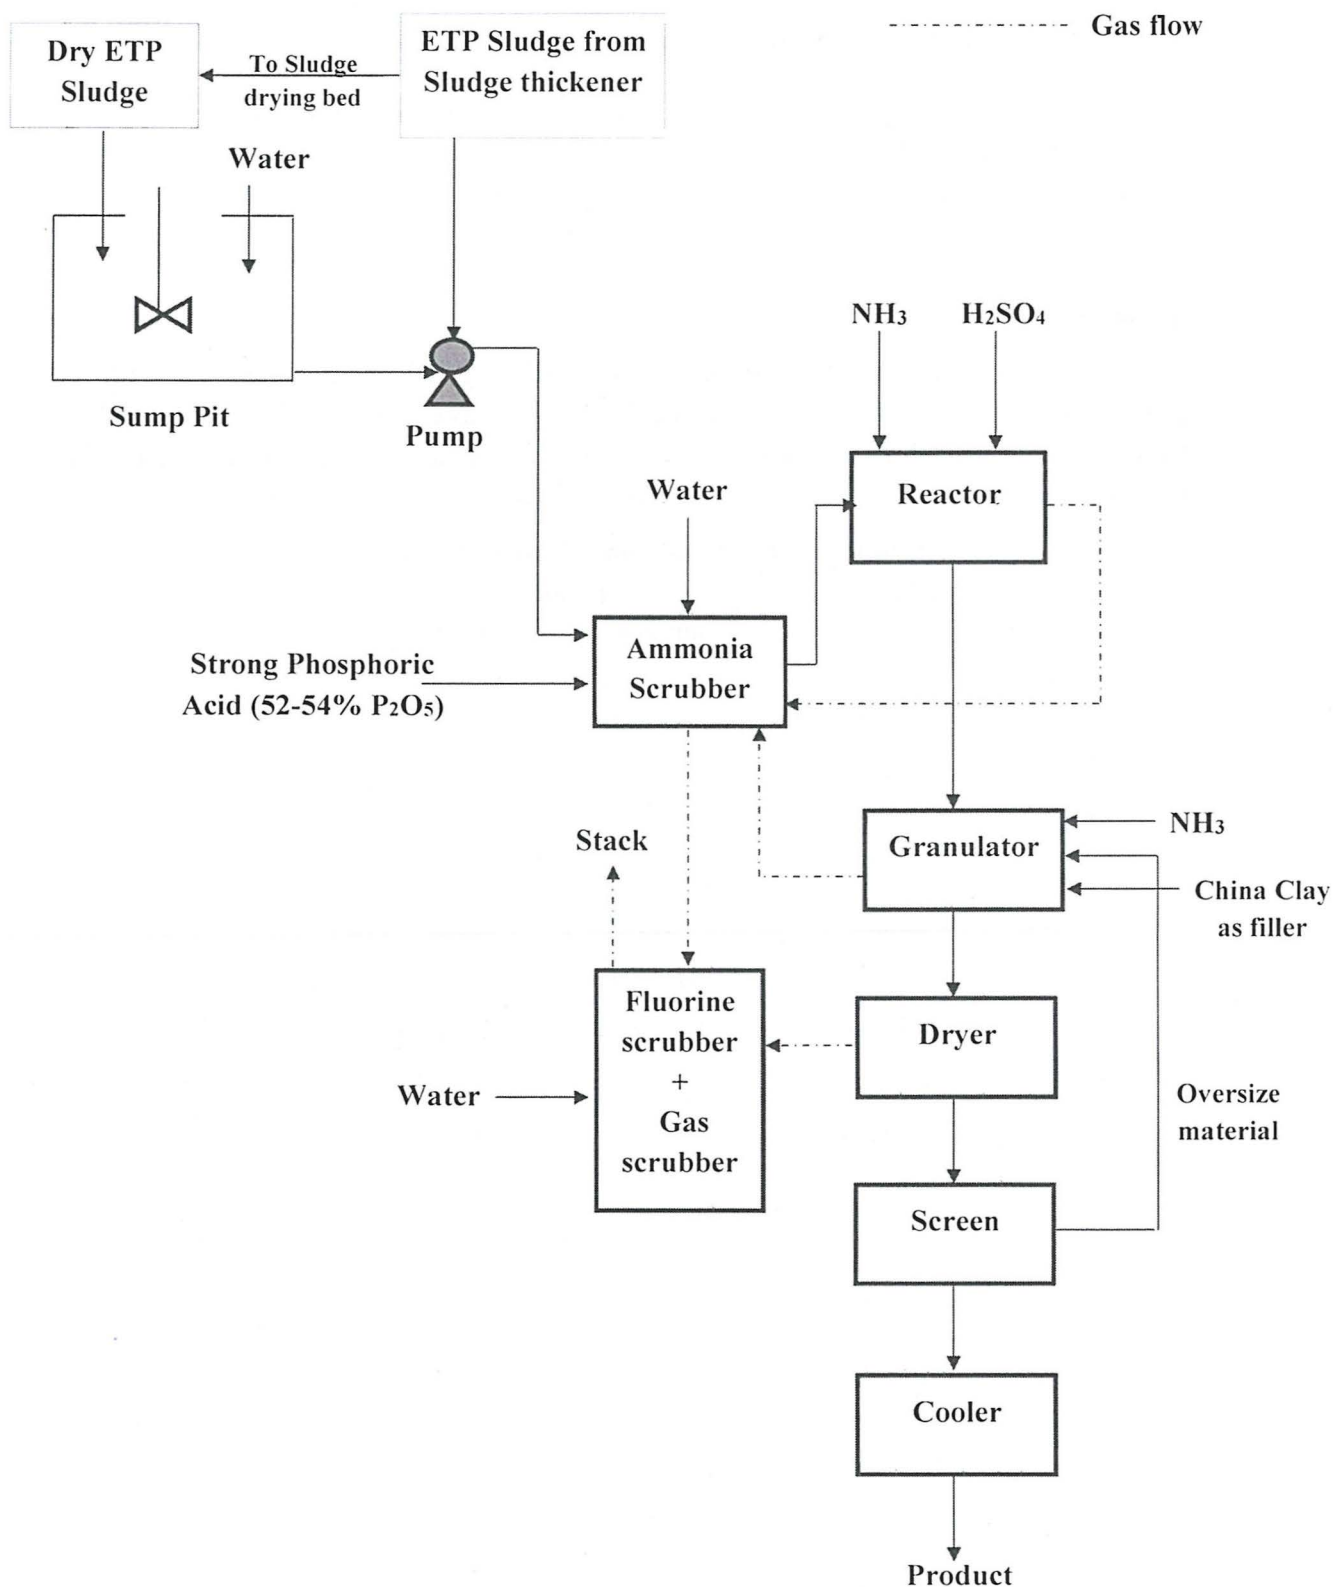 Gas flow
Dry ETP
Sludge
To Sludge
drying bed
ETP Sludge from
Sludge thickener
Water
Sump Pit
Pump
NH₃
H₂SO₄
Reactor
Water
Ammonia
Scrubber
Strong Phosphoric
Acid (52-54% P₂O₅)
Granulator
NH₃
China Clay
as filler
Stack
Fluorine
scrubber
+
Gas
scrubber
Water
Dryer
Oversize
material
Screen
Cooler
Product